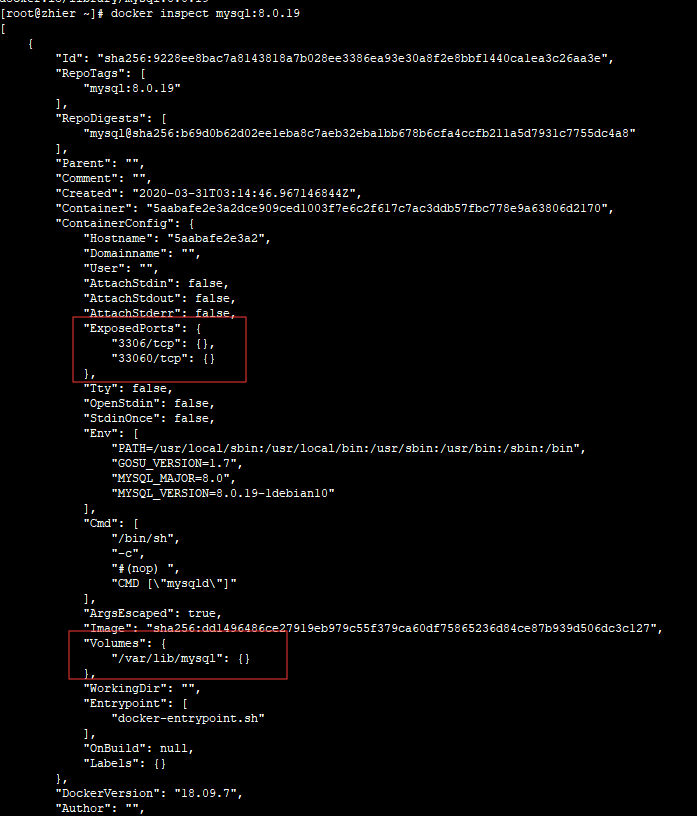 [root@zhier ~]# docker inspect mysql:8.0.19
[
    {
        "Id": "sha256:9228ee8bac7a8143818a7b028ee3386ea93e30a8f2e8bbf1440ca1ea3c26aa3e",
        "RepoTags": [
            "mysql:8.0.19"
        ],
        "RepoDigests": [
            "mysql@sha256:b69d0b62d02ee1eba8c7aeb32eba1bb678b6cfa4ccfb211a5d7931c7755dc4a8"
        ],
        "Parent": "",
        "Comment": "",
        "Created": "2020-03-31T03:14:46.967146844Z",
        "Container": "5aabafe2e3a2dce909ced1003f7e6c2f617c7ac3ddb57fbc778e9a63806d2170",
        "ContainerConfig": {
            "Hostname": "5aabafe2e3a2",
            "Domainname": "",
            "User": "",
            "AttachStdin": false,
            "AttachStdout": false,
            "AttachStderr": false,
            "ExposedPorts": {
                "3306/tcp": {},
                "33060/tcp": {}
            },
            "Tty": false,
            "OpenStdin": false,
            "StdinOnce": false,
            "Env": [
                "PATH=/usr/local/sbin:/usr/local/bin:/usr/sbin:/usr/bin:/sbin:/bin",
                "GOSU_VERSION=1.7",
                "MYSQL_MAJOR=8.0",
                "MYSQL_VERSION=8.0.19-1debian10"
            ],
            "Cmd": [
                "/bin/sh",
                "-c",
                "#(nop) ",
                "CMD [\"mysqld\"]"
            ],
            "ArgsEscaped": true,
            "Image": "sha256:dd1496486ce27919eb979c55f379ca60df75865236d84ce87b939d506dc3c127",
            "Volumes": {
                "/var/lib/mysql": {}
            },
            "WorkingDir": "",
            "Entrypoint": [
                "docker-entrypoint.sh"
            ],
            "OnBuild": null,
            "Labels": {}
        },
        "DockerVersion": "18.09.7",
        "Author": "",